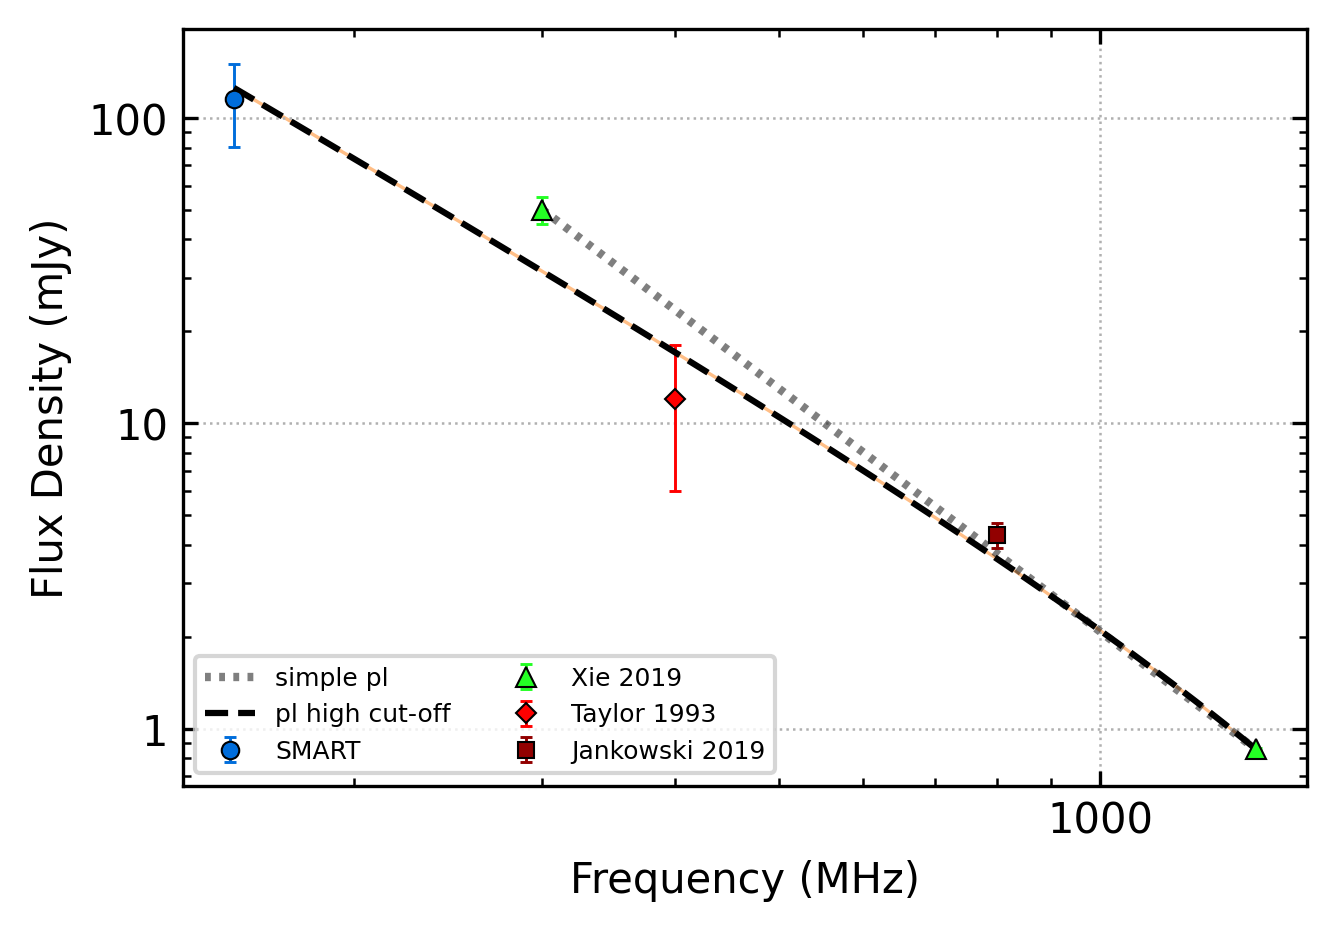 100
10
1
Flux Density (mJy)
simple pl
pl high cut-off
SMART
Xie 2019
Taylor 1993
Jankowski 2019
1000
Frequency (MHz)